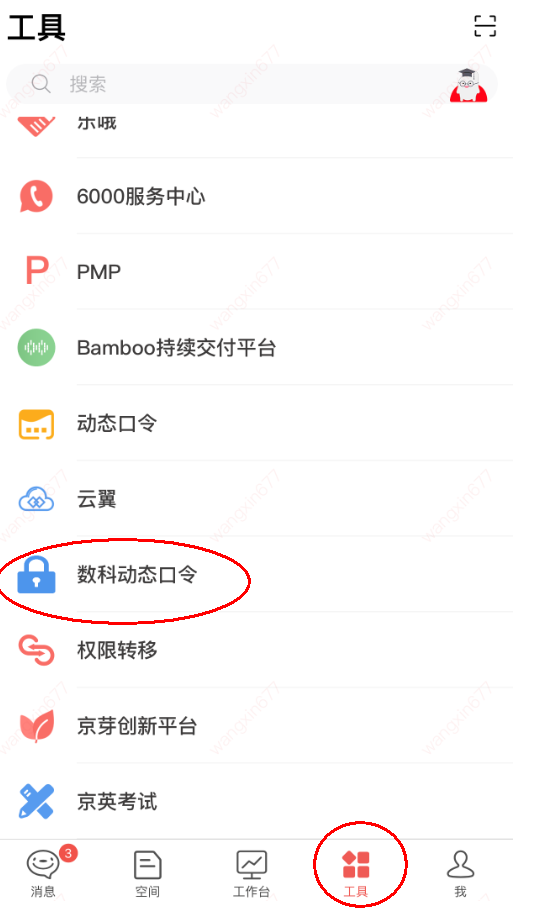 工具
搜索
乐哦
6000服务中心
P
PMP
Bamboo持续交付平台
动态口令
云翼
数科动态口令
权限转移
京芽创新平台
京英考试
3
消息
空间
工作台
工具
我
wangxin677